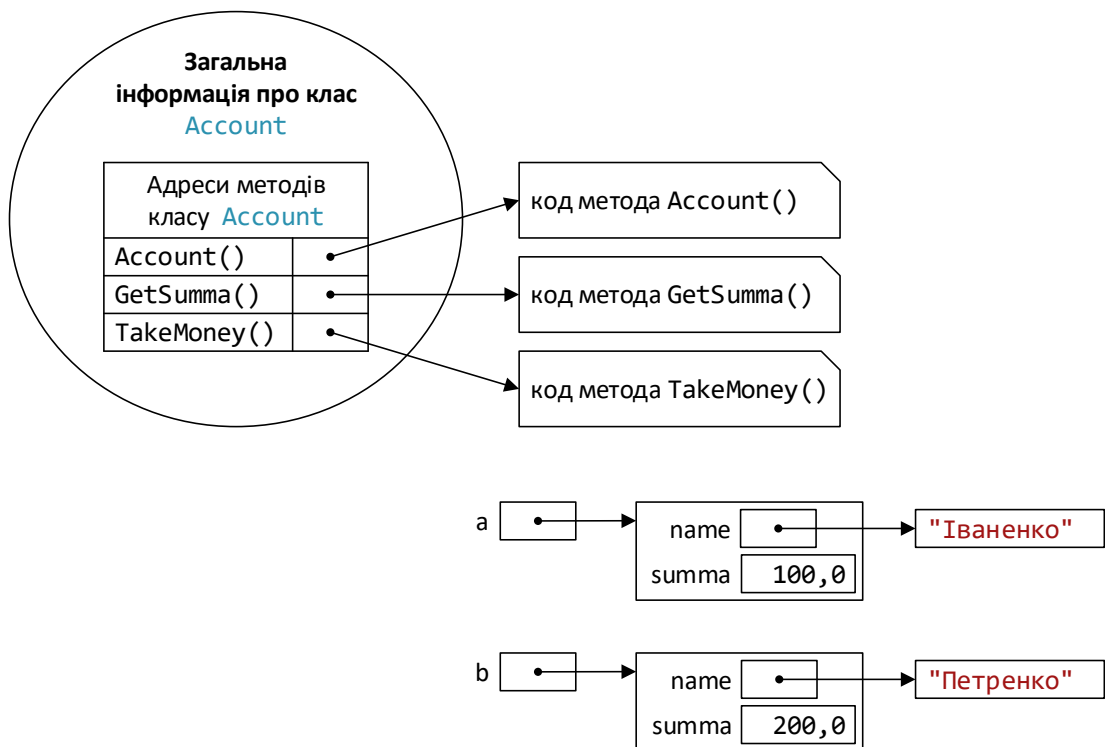 Загальна
інформація про клас
Account
Адреси методів
класу Account
Account()
GetSumma()
TakeMoney()
код метода Account()
код метода GetSumma()
код метода TakeMoney()
a
name
"Іваненко"
summa 100,0
b
name
"Петренко"
summa 200,0